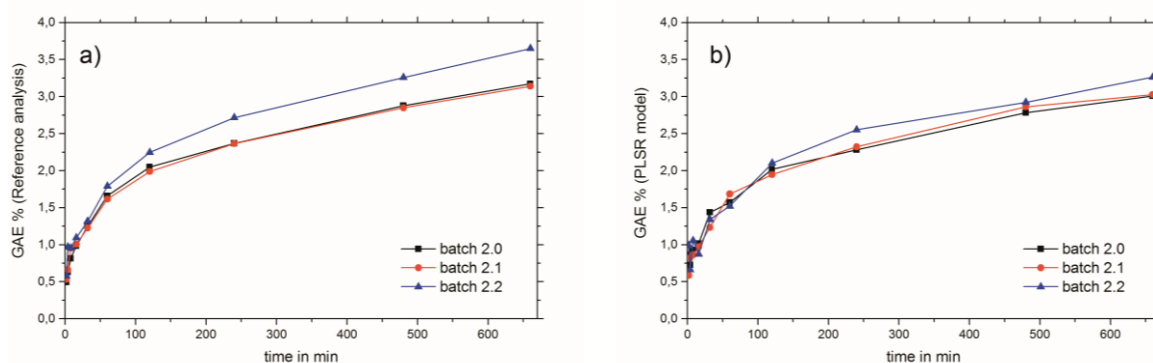 a)
GAE % (Reference analysis)
4,0
3,5
3,0
2,5
2,0
1,5
1,0
0,5
0,0
batch 2.0
batch 2.1
batch 2.2
0 100 200 300 400 500 600
time in min
b)
GAE % (PLSR model)
4,0
3,5
3,0
2,5
2,0
1,5
1,0
0,5
0,0
batch 2.0
batch 2.1
batch 2.2
0 100 200 300 400 500 600
time in min